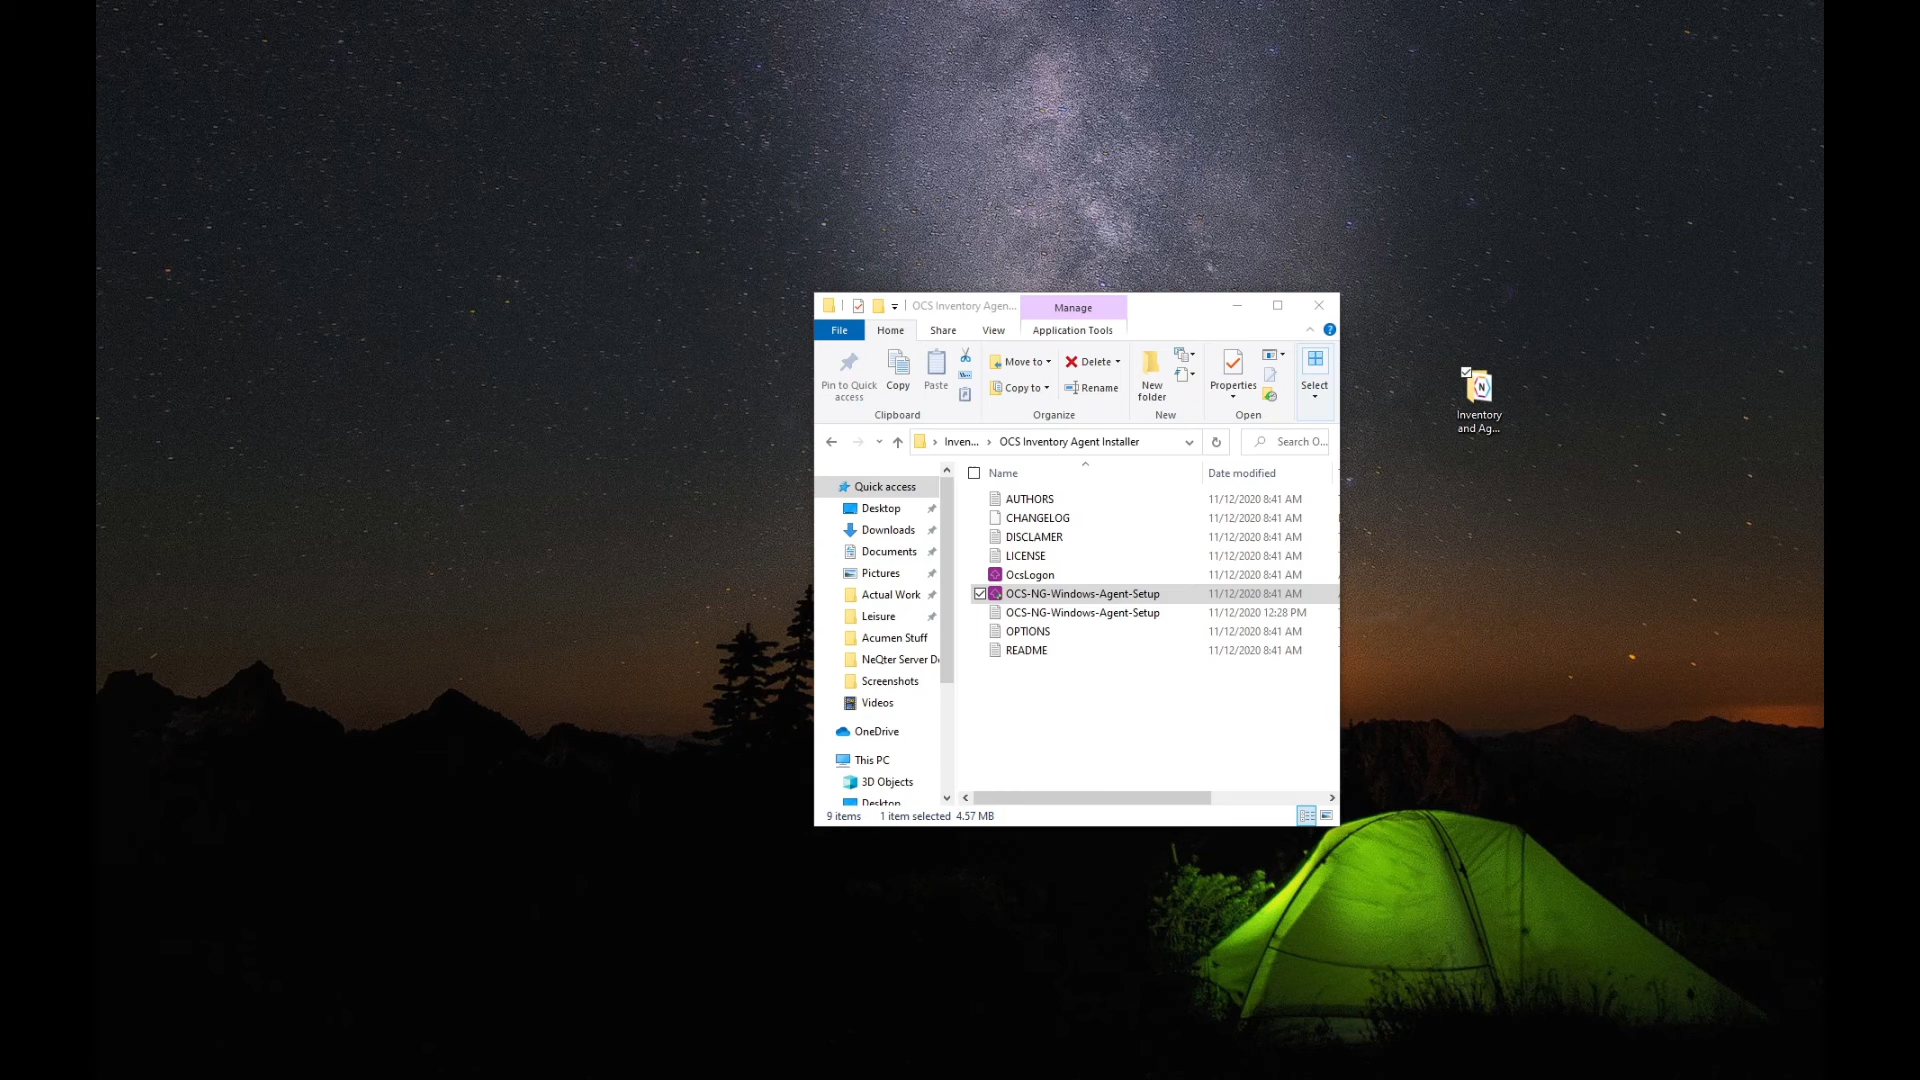 OCS Inventory Agen...
Manage
File
Home
Share
View
Application Tools
Pin to Quick access
Copy
Paste
Move to
Copy to
Delete
Rename
New folder
Properties
Select
Clipboard
Organize
New
Open
Inven... › OCS Inventory Agent Installer
Search O...
Name
Date modified
Quick access
Desktop
Downloads
Documents
Pictures
Actual Work
Leisure
Acumen Stuff
NeQter Server D
Screenshots
Videos
OneDrive
This PC
3D Objects
Desktop
AUTHORS 11/12/2020 8:41 AM
CHANGELOG 11/12/2020 8:41 AM
DISCLAMER 11/12/2020 8:41 AM
LICENSE 11/12/2020 8:41 AM
OcsLogon 11/12/2020 8:41 AM
OCS-NG-Windows-Agent-Setup 11/12/2020 8:41 AM
OCS-NG-Windows-Agent-Setup 11/12/2020 12:28 PM
OPTIONS 11/12/2020 8:41 AM
README 11/12/2020 8:41 AM
9 items
1 item selected 4.57 MB
N
Inventory
and Ag...